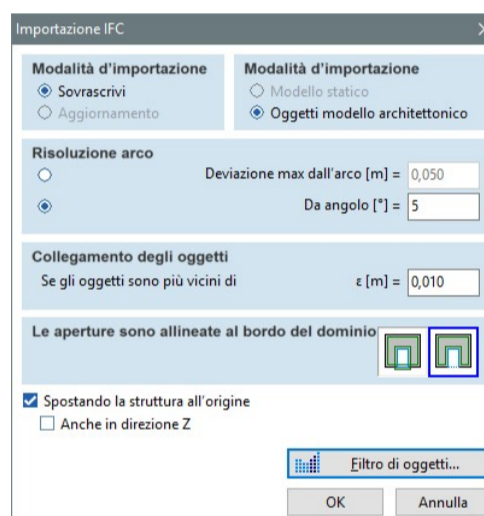 Importazione IFC
Modalità d'importazione
Sovrascrivi
Aggiornamento
Modalità d'importazione
Modello statico
Oggetti modello architettonico
Risoluzione arco
Deviazione max dall'arco [m] = 0,050
Da angolo [°] = 5
Collegamento degli oggetti
Se gli oggetti sono più vicini di ε [m] = 0,010
Le aperture sono allineate al bordo del dominio
Spostando la struttura all'origine
Anche in direzione Z
Filtro di oggetti...
OK Annulla